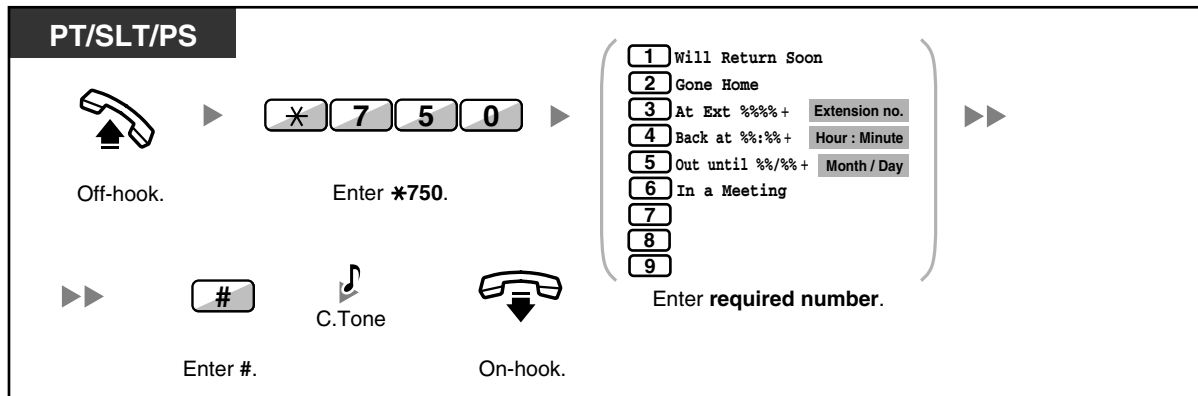 PT/SLT/PS
1 Will Return Soon
2 Gone Home
3 At Ext %%%%+ Extension no.
4 Back at %%:%%+ Hour : Minute
5 Out until %%/%%+ Month / Day
6 In a Meeting
7
8
9
* 7 5 0
Off-hook.
Enter *750.
Enter required number.
#
C.Tone
Enter #.
On-hook.